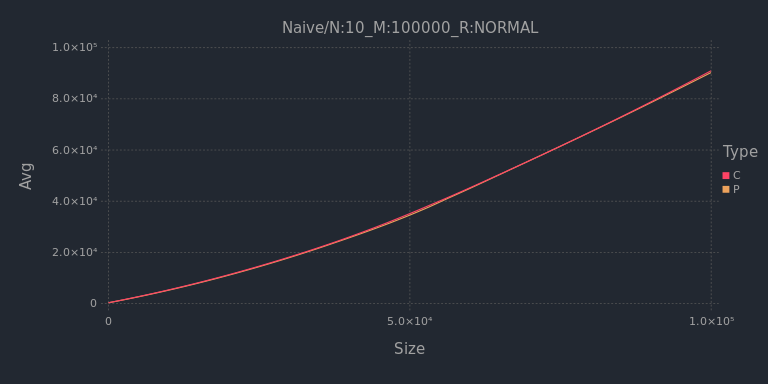 Naive/N:10_M:100000_R:NORMAL
1.0×10⁵
8.0×10⁴
6.0×10⁴
4.0×10⁴
2.0×10⁴
0
Avg
0
5.0×10⁴
1.0×10⁵
Size
Type
C
P